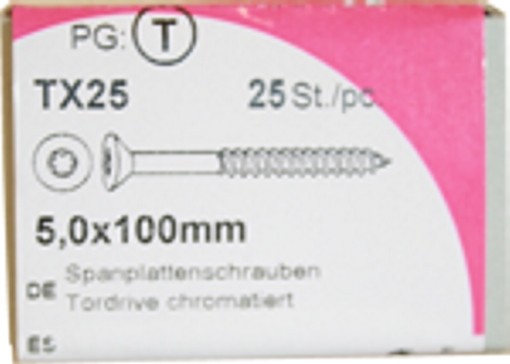 PG: T
TX25 25 St./pc.
5,0x100mm
DE Spanplattenschrauben
Tordrive chromatiert
ES